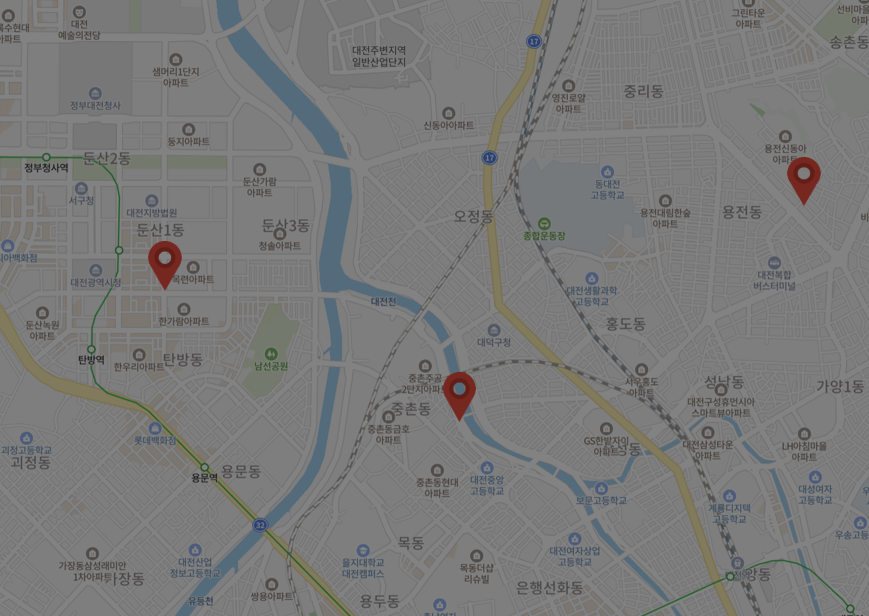 대전
예술의전당
아파트
샘머리1단지
아파트
대전주변지역
일반산업단지
17
그린타운
아파트
송촌동
정부대전청사
영진로얄
아파트
중리동
신동아아파트
둥지아파트
용전신동아
아파트
둔산2동
정부청사역
17
둔산가람
아파트
동대전
고등학교
서구청
대전지방법원
둔산1동
둔산3동
청솔아파트
오정동
종합운동장
용전대림한숲
아파트
용전동
대전광역시청
목련아파트
대전생활과학
고등학교
대전복합
버스터미널
대전천
둔산녹원
아파트
한가람아파트
홍도동
대덕구청
탄방역
한우리아파트
탄방동
남선공원
중촌주공
2단지아파트
서우홍도
아파트
성남동
가양1동
중촌동
대전구성휴먼시아
스마트뷰아파트
중촌동금호
아파트
롯데백화점
괴정고등학교
괴정동
GS한밭자이
아파트
대전삼성타운
아파트
LH아침마을
아파트
용문동
용문역
중촌동현대
아파트
대전중앙
고등학교
보문고등학교
대성여자
고등학교
계룡디지텍
고등학교
32
가장동삼성래미안
1차아파트
가장동
대전산업
정보고등학교
을지대학교
대전캠퍼스
목동
목동더샵
리슈빌
대전여자상업
고등학교
쌍용아파트
유등천
용두동
은행선화동